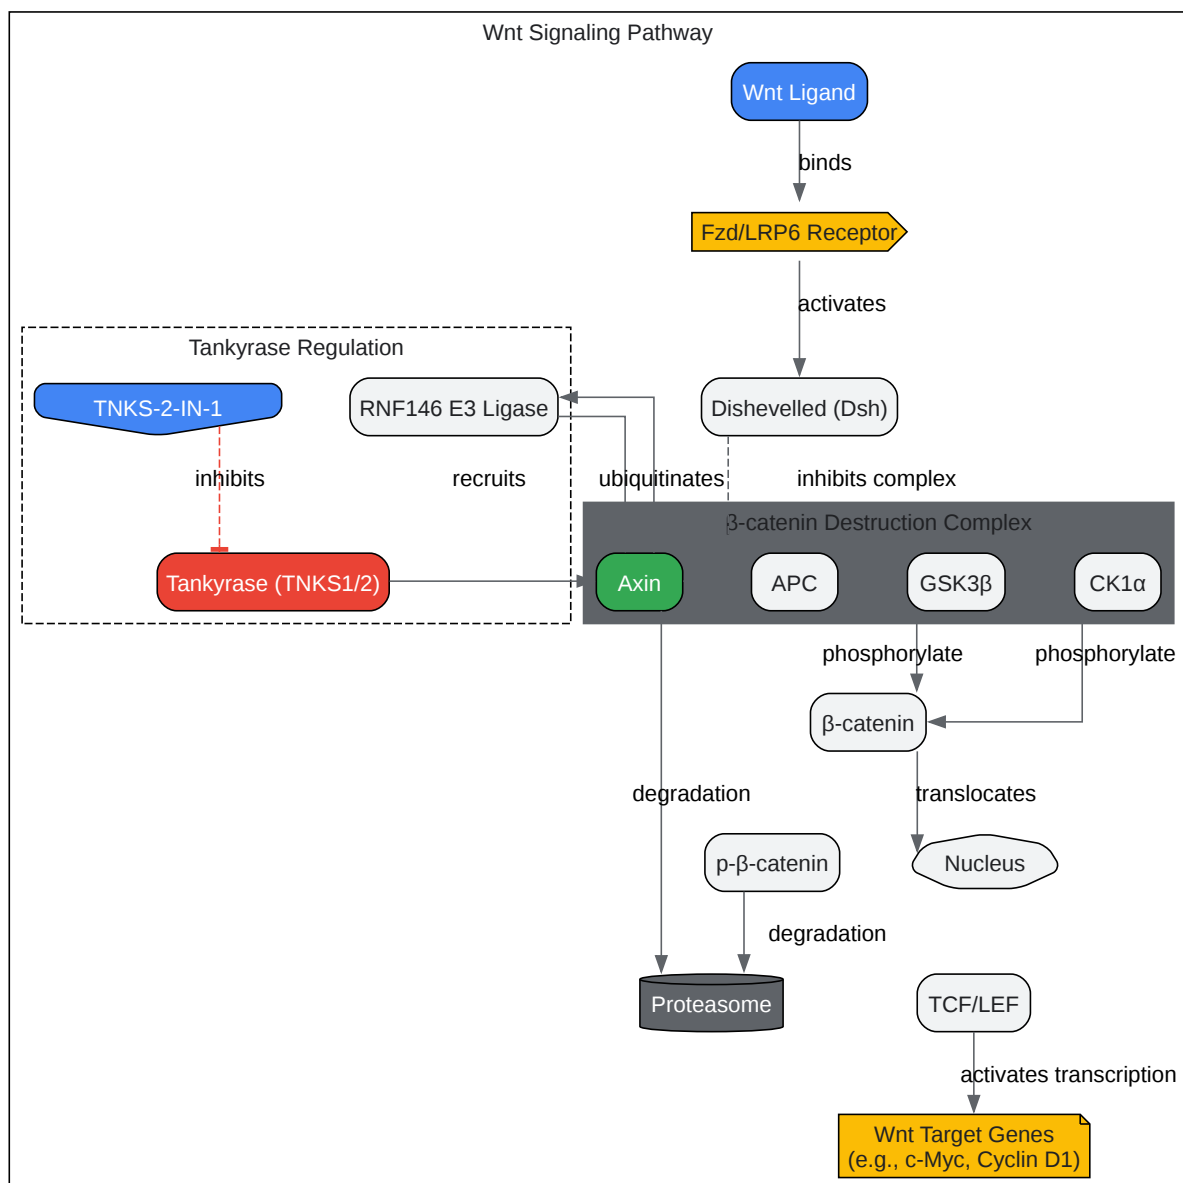 Wnt Signaling Pathway
Wnt Ligand
binds
Fzd/LRP6 Receptor
activates
Tankyrase Regulation
TNKS-2-IN-1
RNF146 E3 Ligase
Dishevelled (Dsh)
inhibits
recruits
ubiquitinates
inhibits complex
β-catenin Destruction Complex
Tankyrase (TNKS1/2)
Axin
APC
GSK3β
CK1α
phosphorylate
phosphorylate
β-catenin
degradation
translocates
p-β-catenin
Nucleus
degradation
Proteasome
TCF/LEF
activates transcription
Wnt Target Genes
(e.g., c-Myc, Cyclin D1)